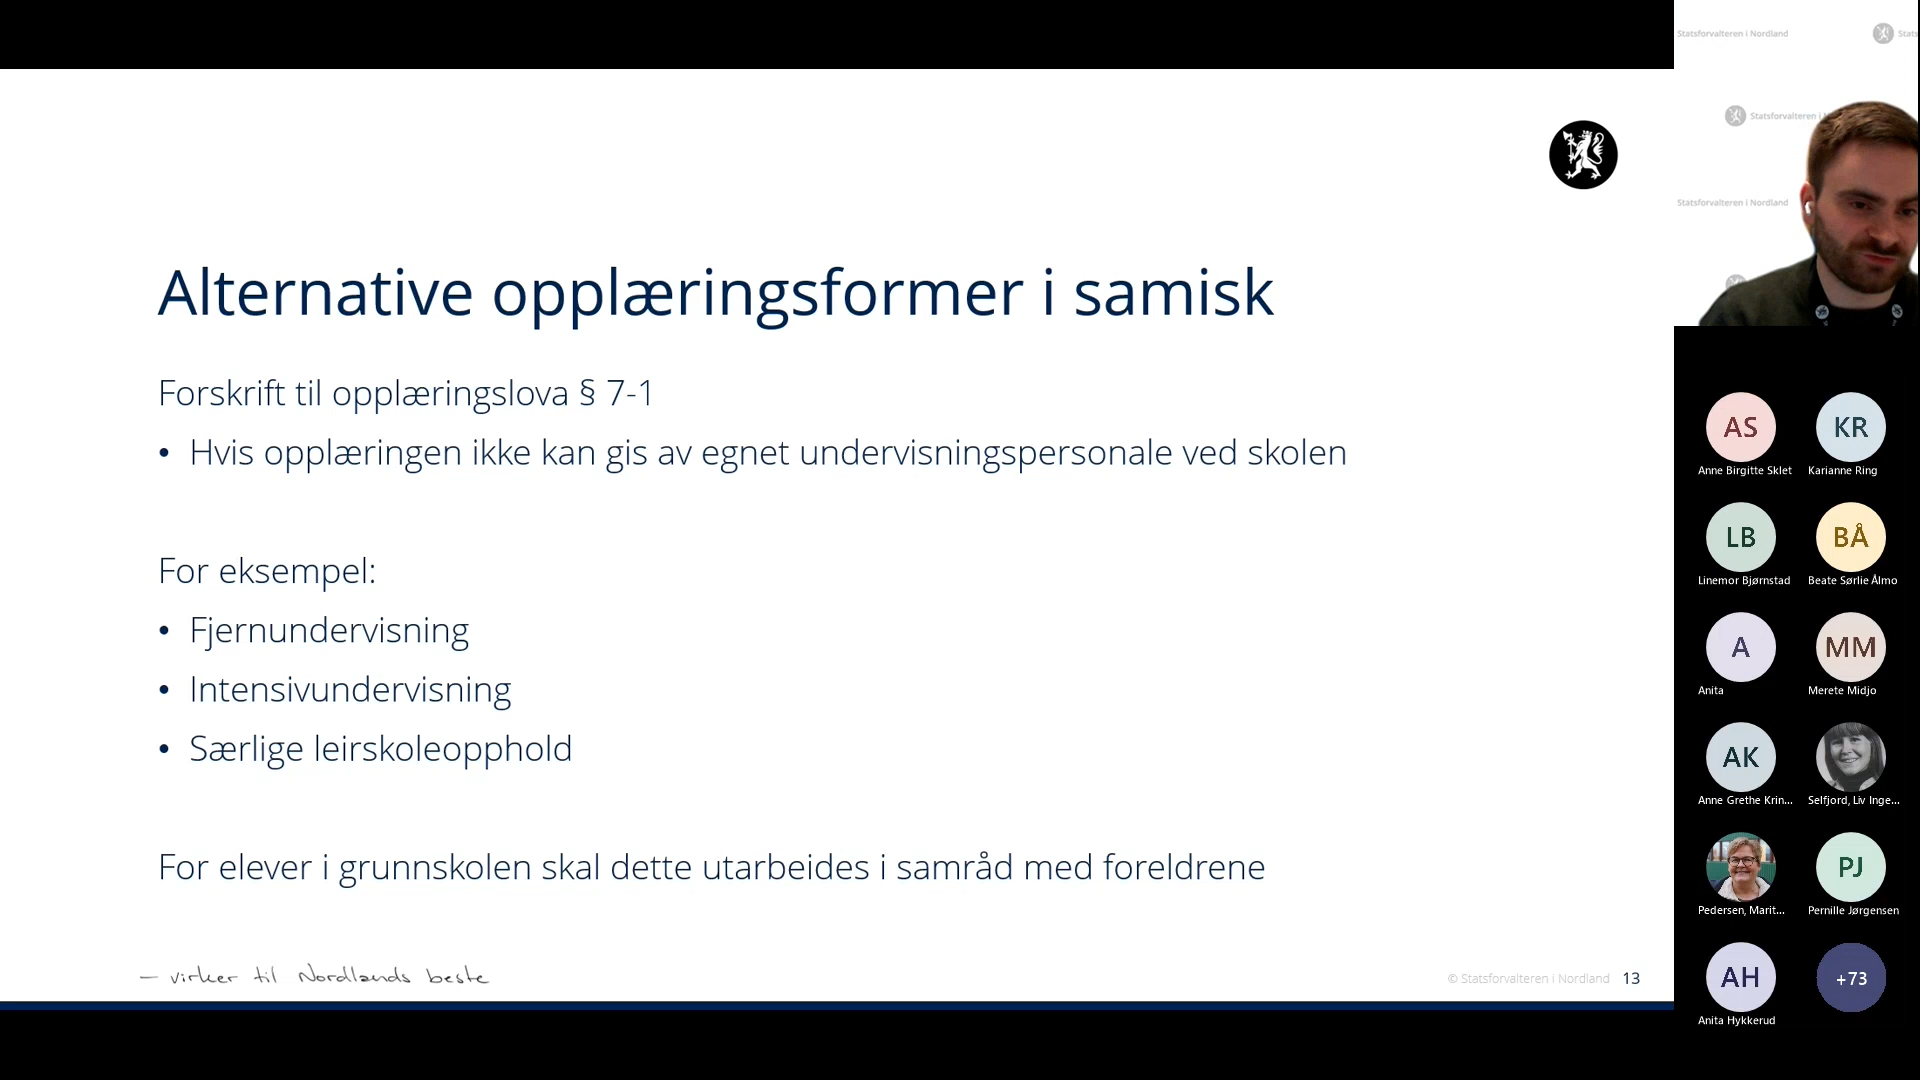 Alternative opplæringsformer i samisk
Forskrift til opplæringslova § 7-1
• Hvis opplæringen ikke kan gis av egnet undervisningspersonale ved skolen
For eksempel:
• Fjernundervisning
• Intensivundervisning
• Særlige leirskoleopphold
For elever i grunnskolen skal dette utarbeides i samråd med foreldrene
– virker til Nordlands beste
© Statsforvalteren i Nordland 13
Statsforvalteren i Nordland
Stats
Statsforvalteren i
Statsforvalteren i Nordland
AS
Anne Birgitte Sklet
KR
Karianne Ring
LB
Linemor Bjørnstad
BÅ
Beate Sørlie Ålmo
A
Anita
MM
Merete Midjo
AK
Anne Grethe Krin...
Selfjord, Liv Inge...
Pedersen, Marit...
PJ
Pernille Jørgensen
AH
Anita Hykkerud
+73